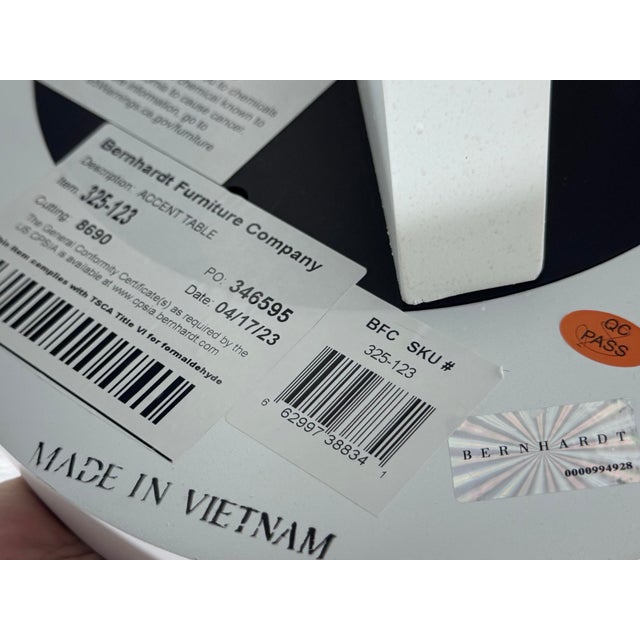 to chemicals
chemical known to
to cause cancer.
information, go to
Warnings.ca.gov/furniture
Bernhardt Furniture Company
Description: ACCENT TABLE
Item: 325-123
Cutting: 8690
PO: 346595
Date: 04/17/23
The General Conformity Certificate(s) as required by the
US CPSIA is available at www.cpsia.bernhardt.com
This item complies with TSCA Title VI for formaldehyde
BFC SKU #
325-123
6 62997 38834 1
QC
PASS
BERNHARDT
0000994928
MADE IN VIETNAM